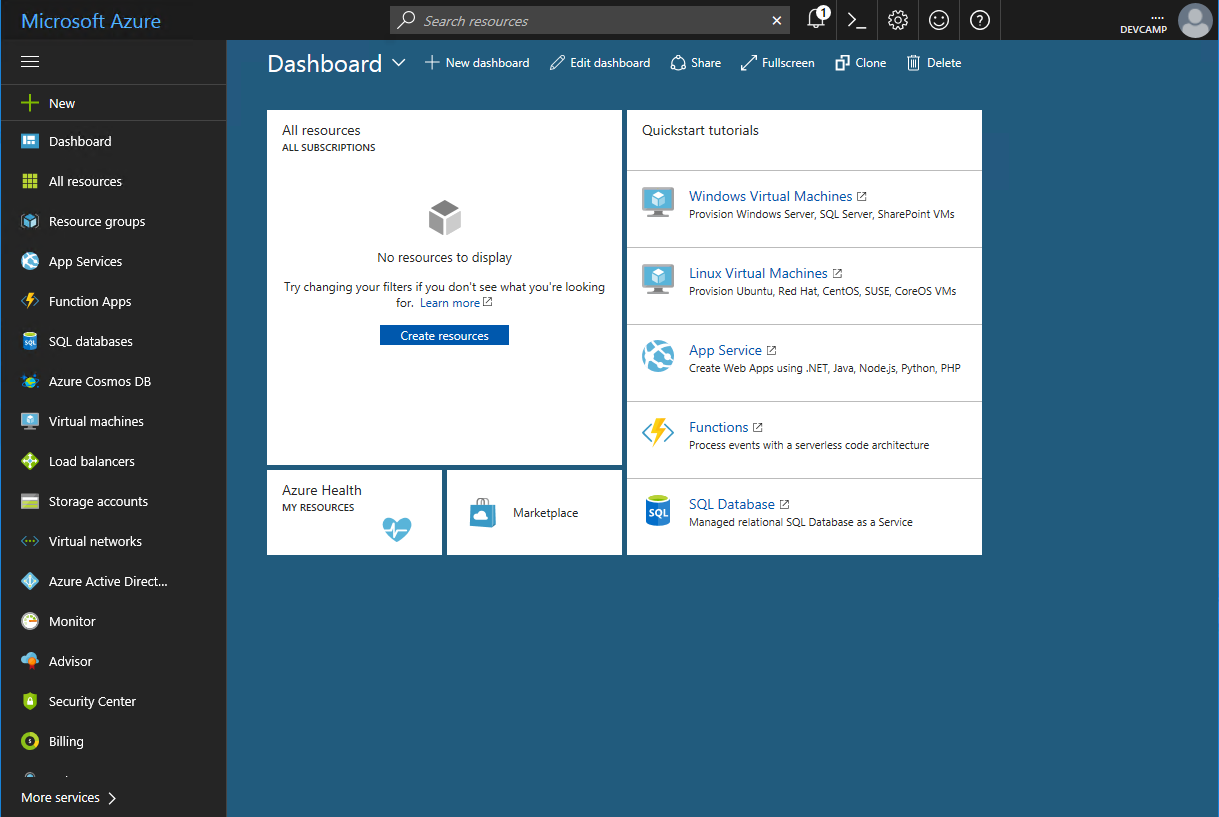 Microsoft Azure
Search resources
1
....
DEVCAMP
New
Dashboard
All resources
Resource groups
App Services
Function Apps
SQL databases
Azure Cosmos DB
Virtual machines
Load balancers
Storage accounts
Virtual networks
Azure Active Direct...
Monitor
Advisor
Security Center
Billing
More services
Dashboard
New dashboard
Edit dashboard
Share
Fullscreen
Clone
Delete
All resources
ALL SUBSCRIPTIONS
No resources to display
Try changing your filters if you don't see what you're looking
for. Learn more
Create resources
Azure Health
MY RESOURCES
Marketplace
Quickstart tutorials
Windows Virtual Machines
Provision Windows Server, SQL Server, SharePoint VMs
Linux Virtual Machines
Provision Ubuntu, Red Hat, CentOS, SUSE, CoreOS VMs
App Service
Create Web Apps using .NET, Java, Node.js, Python, PHP
Functions
Process events with a serverless code architecture
SQL
SQL Database
Managed relational SQL Database as a Service